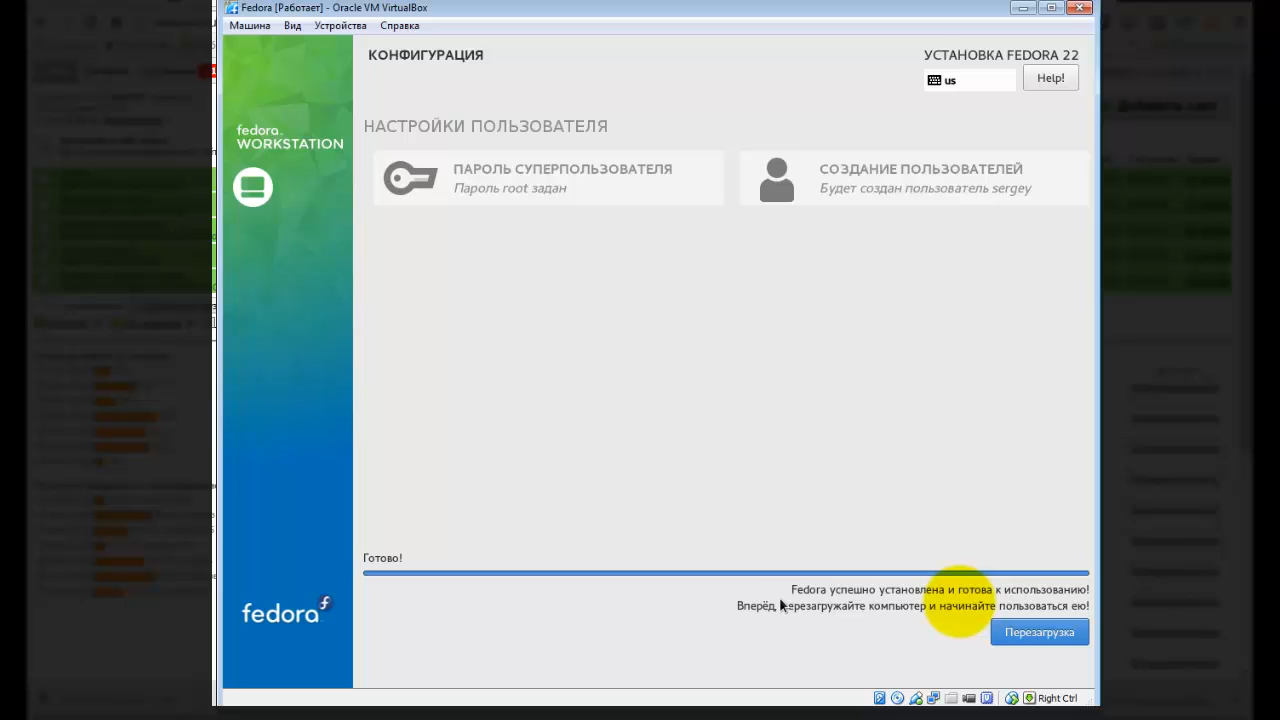 Fedora [Работает] - Oracle VM VirtualBox
Машина Вид Устройства Справка
КОНФИГУРАЦИЯ
УСТАНОВКА FEDORA 22
us
Help!
fedora
WORKSTATION
НАСТРОЙКИ ПОЛЬЗОВАТЕЛЯ
ПАРОЛЬ СУПЕРПОЛЬЗОВАТЕЛЯ
Пароль root задан
СОЗДАНИЕ ПОЛЬЗОВАТЕЛЕЙ
Будет создан пользователь sergey
Готово!
Fedora успешно установлена и готова к использованию!
Вперёд, перезагружайте компьютер и начинайте пользоваться ею!
Перезагрузка
fedora
Right Ctrl